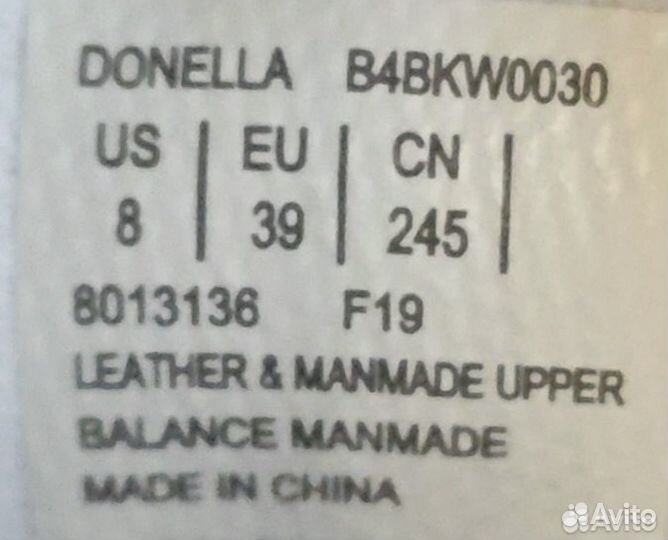 DONELLA B4BKW0030
US | EU | CN |
8 | 39 | 245 |
8013136 F19
LEATHER & MANMADE UPPER
BALANCE MANMADE
MADE IN CHINA
Avito